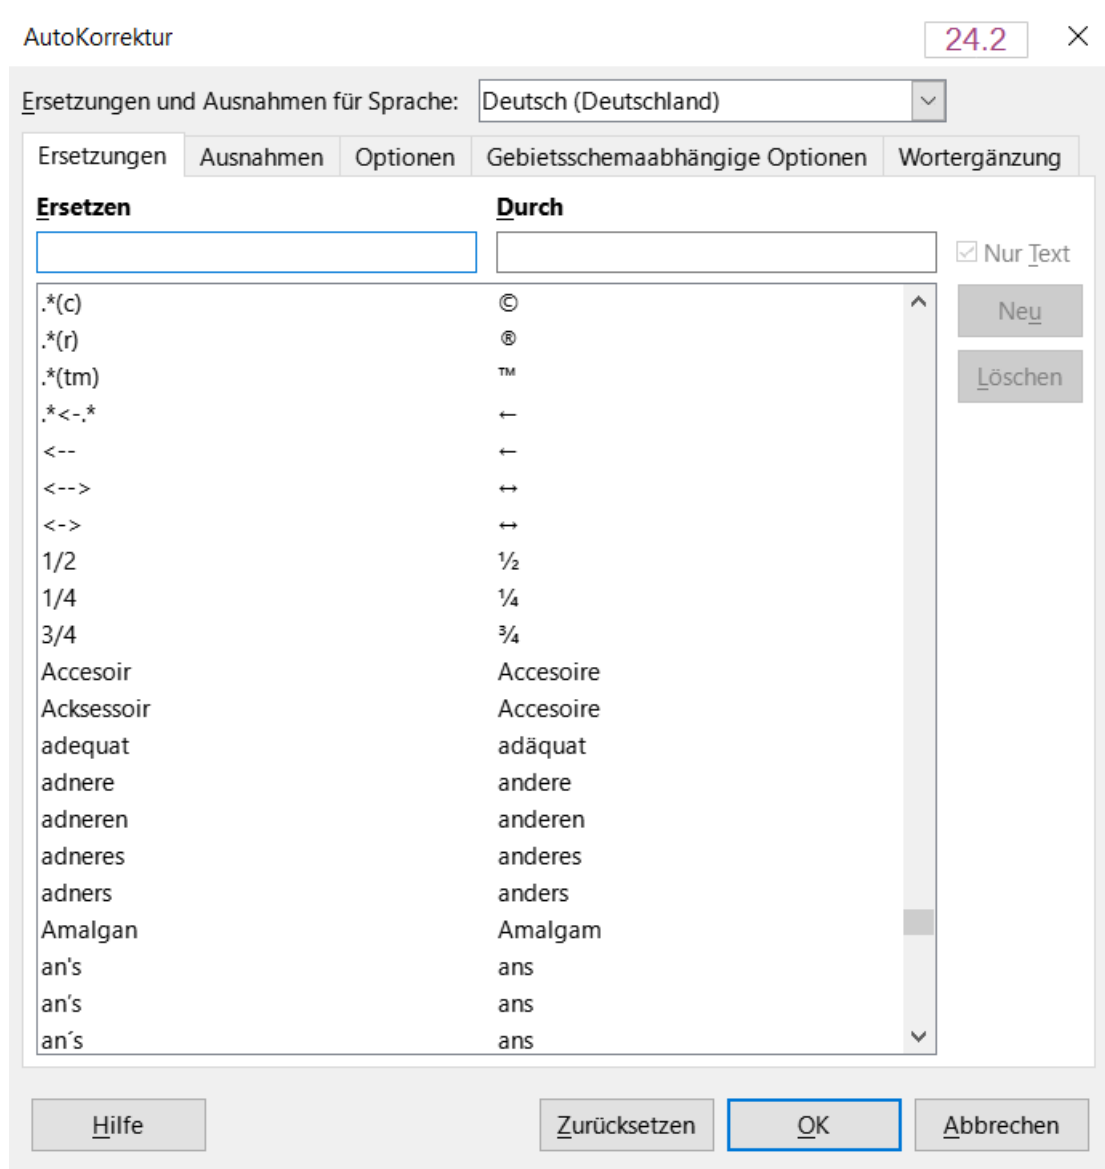 AutoKorrektur 24.2
Ersetzungen und Ausnahmen für Sprache: Deutsch (Deutschland)
Ersetzungen Ausnahmen Optionen Gebietsschemaabhängige Optionen Wortergänzung
Ersetzen Durch
Nur Text
.*(c) ©
Neu
.*(r) ®
.*(tm) ™
Löschen
.*<-.* ←
<-- ←
<--> ↔
<-> ↔
1/2 ½
1/4 ¼
3/4 ¾
Accesoir Accesoire
Acksessoir Accesoire
adequat adäquat
adnere andere
adneren anderen
adneres anderes
adners anders
Amalgan Amalgam
an's ans
an’s ans
an´s ans
Hilfe Zurücksetzen OK Abbrechen